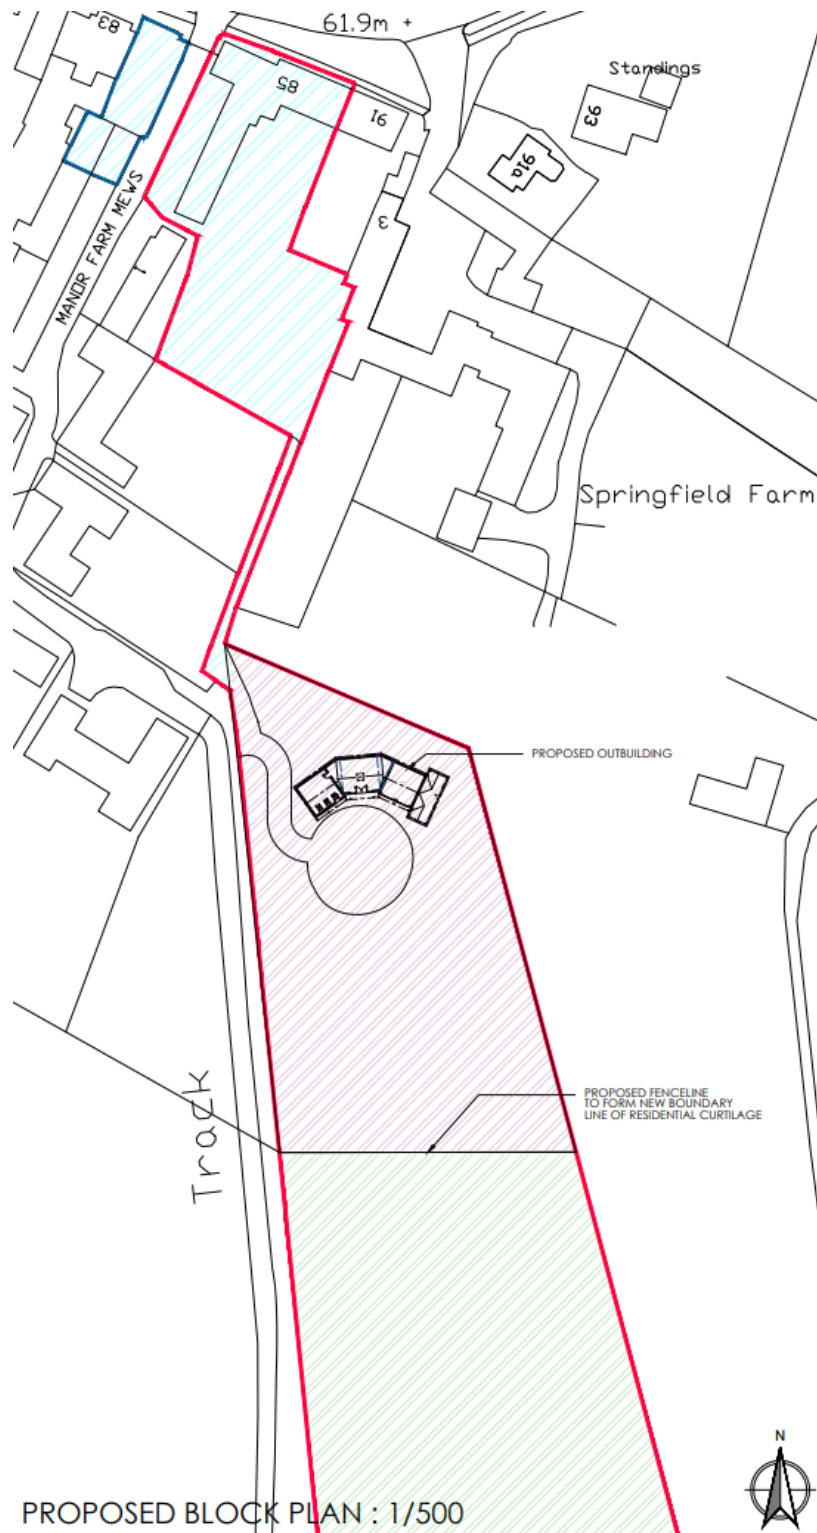 61.9m +
83
85
91
Standings
93
91a
3
MANOR FARM MEWS
Springfield Farm
PROPOSED OUTBUILDING
PROPOSED FENCELINE
TO FORM NEW BOUNDARY
LINE OF RESIDENTIAL CURTILAGE
Track
N
PROPOSED BLOCK PLAN : 1/500